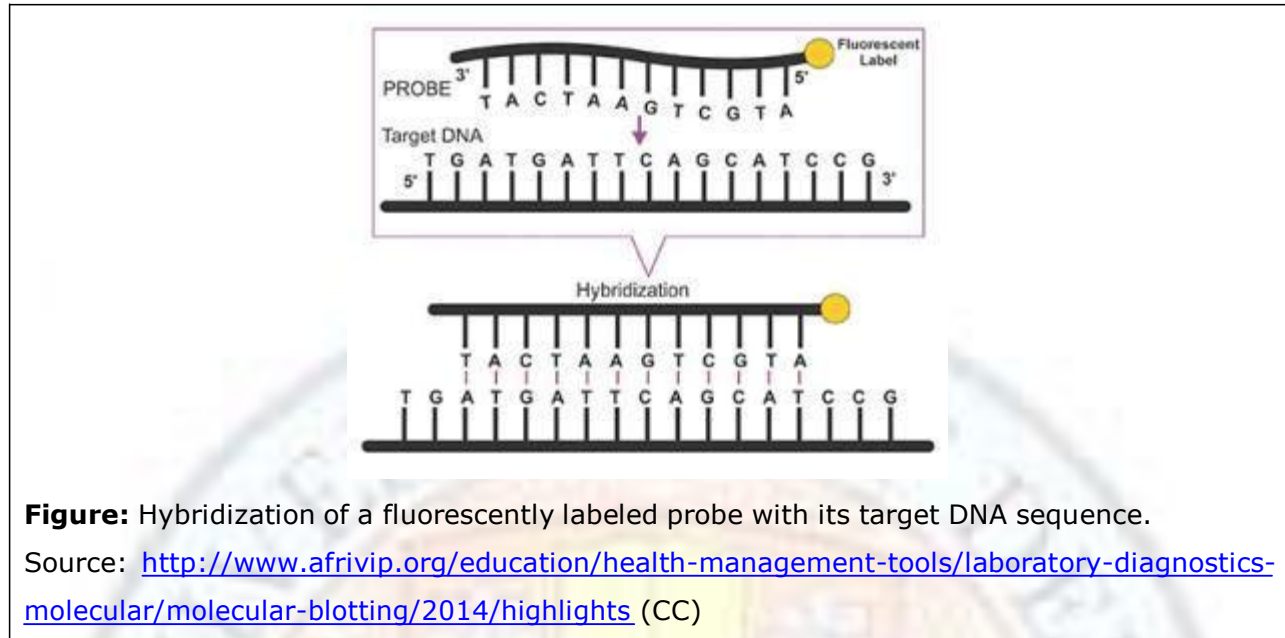 Fluorescent
Label
3'
5'
PROBE
T A C T A A G T C G T A
Target DNA
T G A T G A T T C A G C A T C C G
5'
3'
Hybridization
T A C T A A G T C G T A
T G A T G A T T C A G C A T C C G
Figure: Hybridization of a fluorescently labeled probe with its target DNA sequence.
Source: http://www.afrivip.org/education/health-management-tools/laboratory-diagnostics-
molecular/molecular-blotting/2014/highlights (CC)